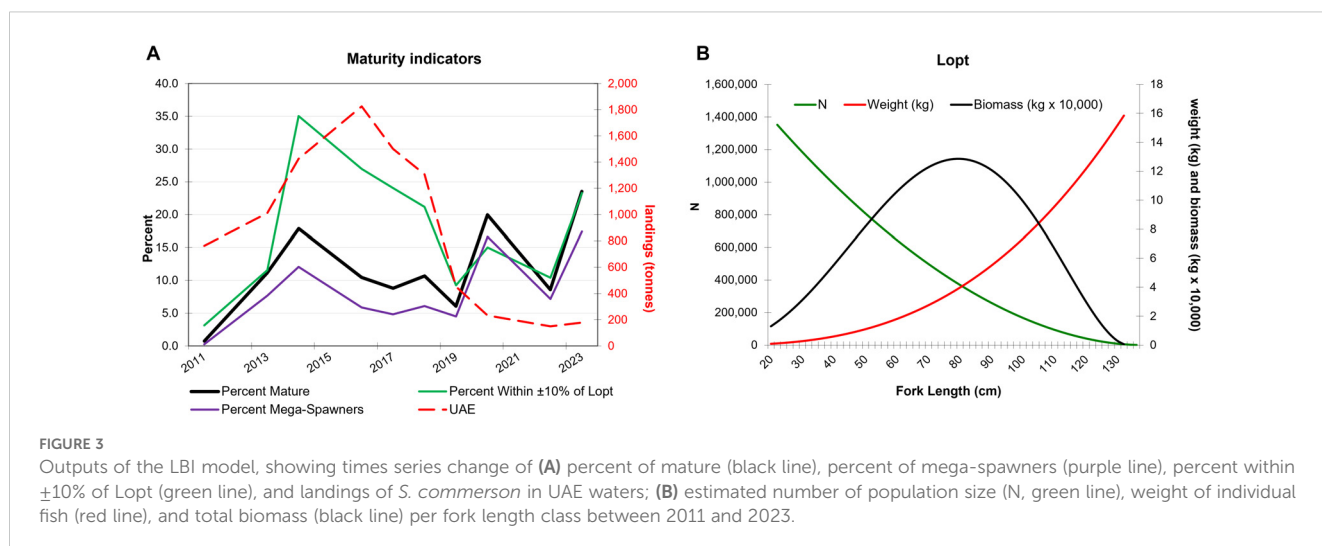 A
Maturity indicators
40.0
35.0
30.0
25.0
20.0
15.0
10.0
5.0
0.0
Percent
2,000
1,800
1,600
1,400
1,200
1,000
800
600
400
200
0
landings (tonnes)
2011
2013
2015
2017
2019
2021
2023
Percent Mature
Percent Within ±10% of Lopt
Percent Mega-Spawners
UAE
B
Lopt
N
Weight (kg)
Biomass (kg x 10,000)
1,600,000
1,400,000
1,200,000
1,000,000
800,000
600,000
400,000
200,000
0
N
18
16
14
12
10
8
6
4
2
0
weight (kg) and biomass
(kg x 10,000)
20
30
40
50
60
70
80
90
100
110
120
130
Fork Length (cm)
FIGURE 3
Outputs of the LBI model, showing times series change of (A) percent of mature (black line), percent of mega-spawners (purple line), percent within
±10% of Lopt (green line), and landings of S. commerson in UAE waters; (B) estimated number of population size (N, green line), weight of individual
fish (red line), and total biomass (black line) per fork length class between 2011 and 2023.